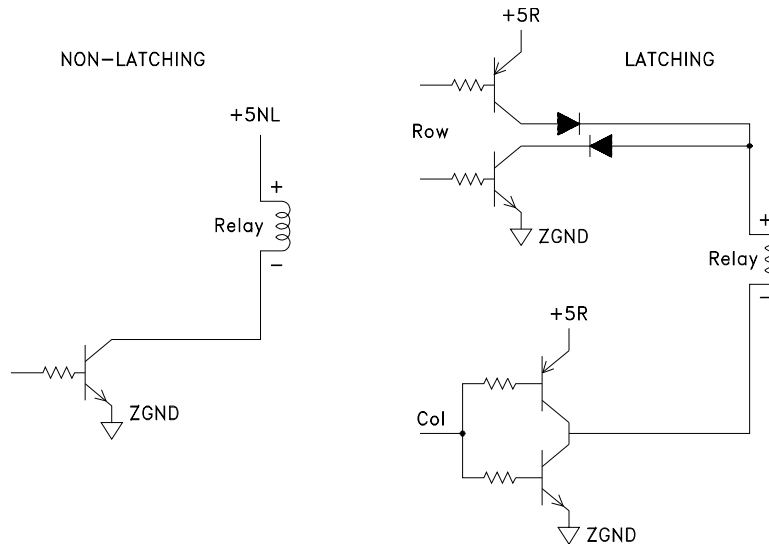 NON-LATCHING
+5NL
+
Relay
−
ZGND
+5R
LATCHING
Row
ZGND
+
Relay
−
+5R
Col
ZGND